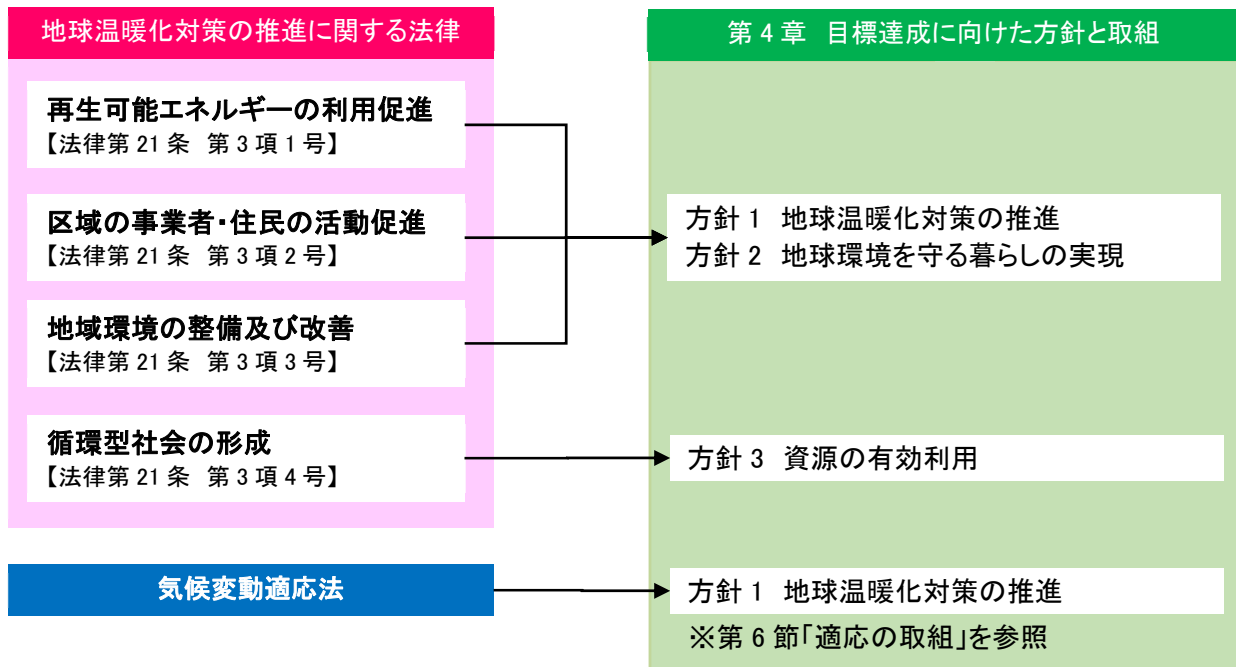 地球温暖化対策の推進に関する法律
再生可能エネルギーの利用促進
【法律第 21 条 第 3 項 1 号】
区域の事業者・住民の活動促進
【法律第 21 条 第 3 項 2 号】
地域環境の整備及び改善
【法律第 21 条 第 3 項 3 号】
循環型社会の形成
【法律第 21 条 第 3 項 4 号】
気候変動適応法
第 4 章 目標達成に向けた方針と取組
方針 1 地球温暖化対策の推進
方針 2 地球環境を守る暮らしの実現
方針 3 資源の有効利用
方針 1 地球温暖化対策の推進
※第 6 節「適応の取組」を参照